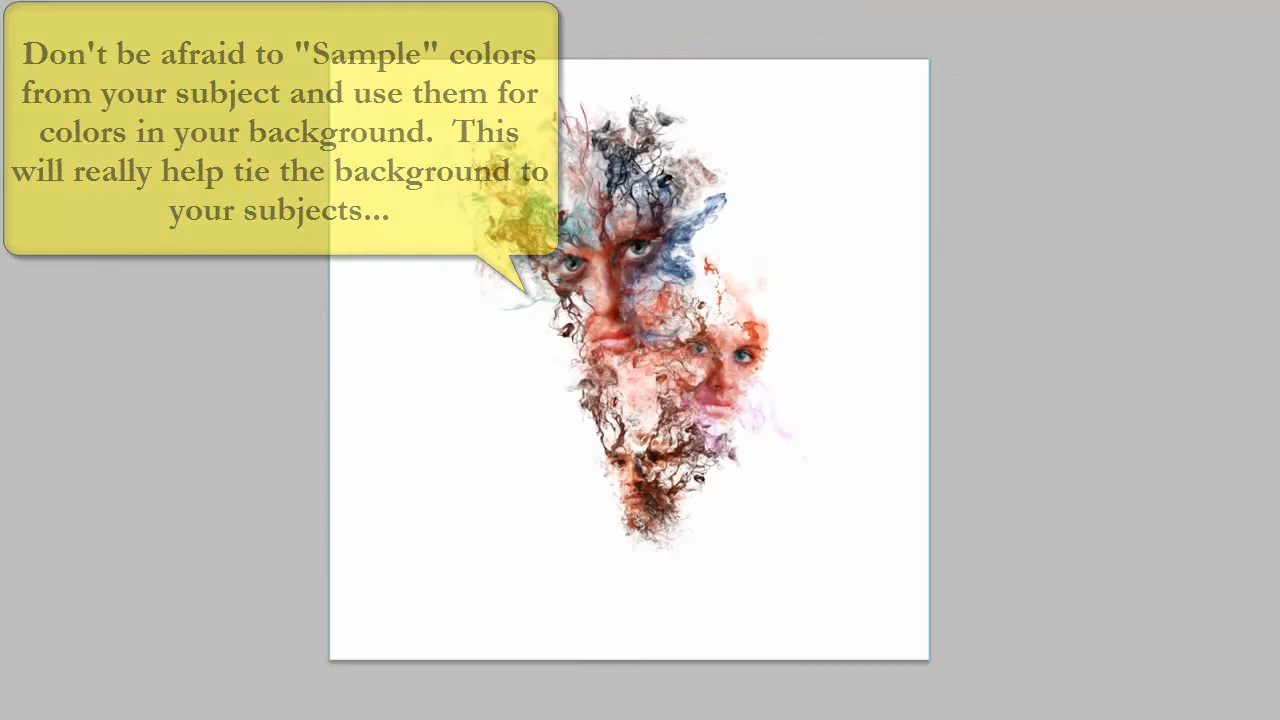 Don't be afraid to "Sample" colors
from your subject and use them for
colors in your background.  This
will really help tie the background to
your subjects...